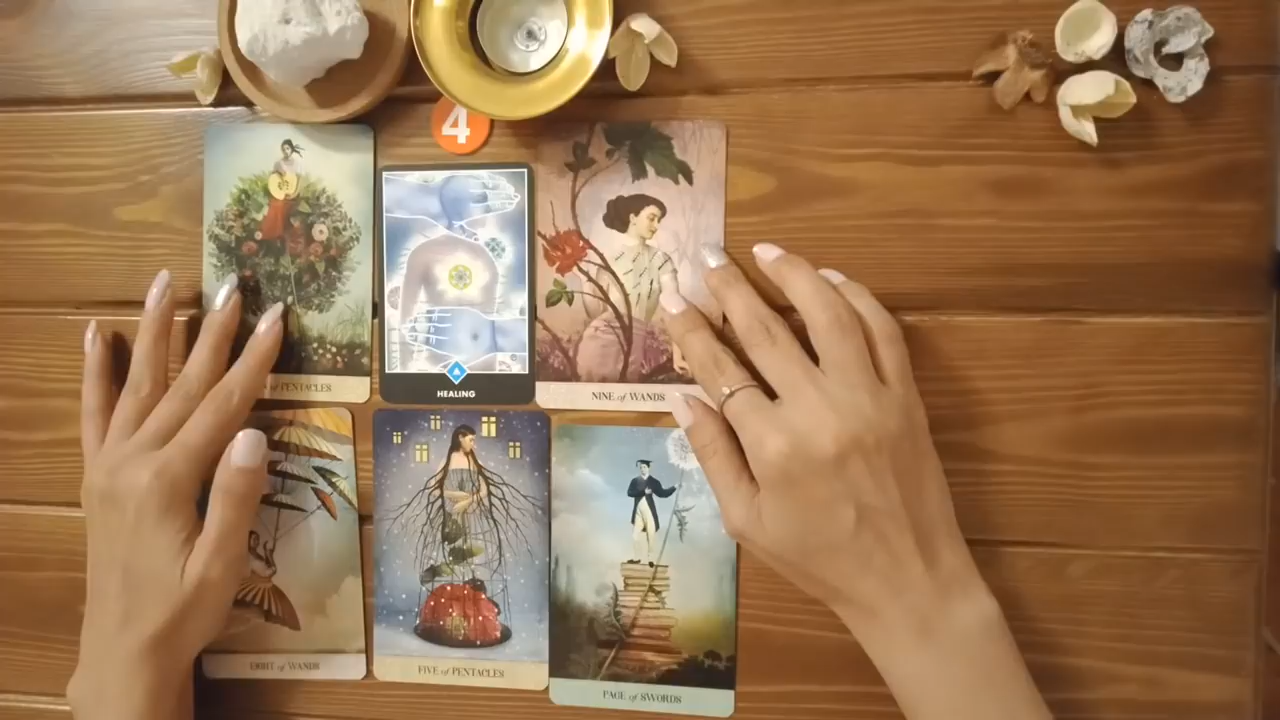 4
of PENTACLES
HEALING
NINE of WANDS
EIGHT of WANDS
FIVE of PENTACLES
PAGE of SWORDS